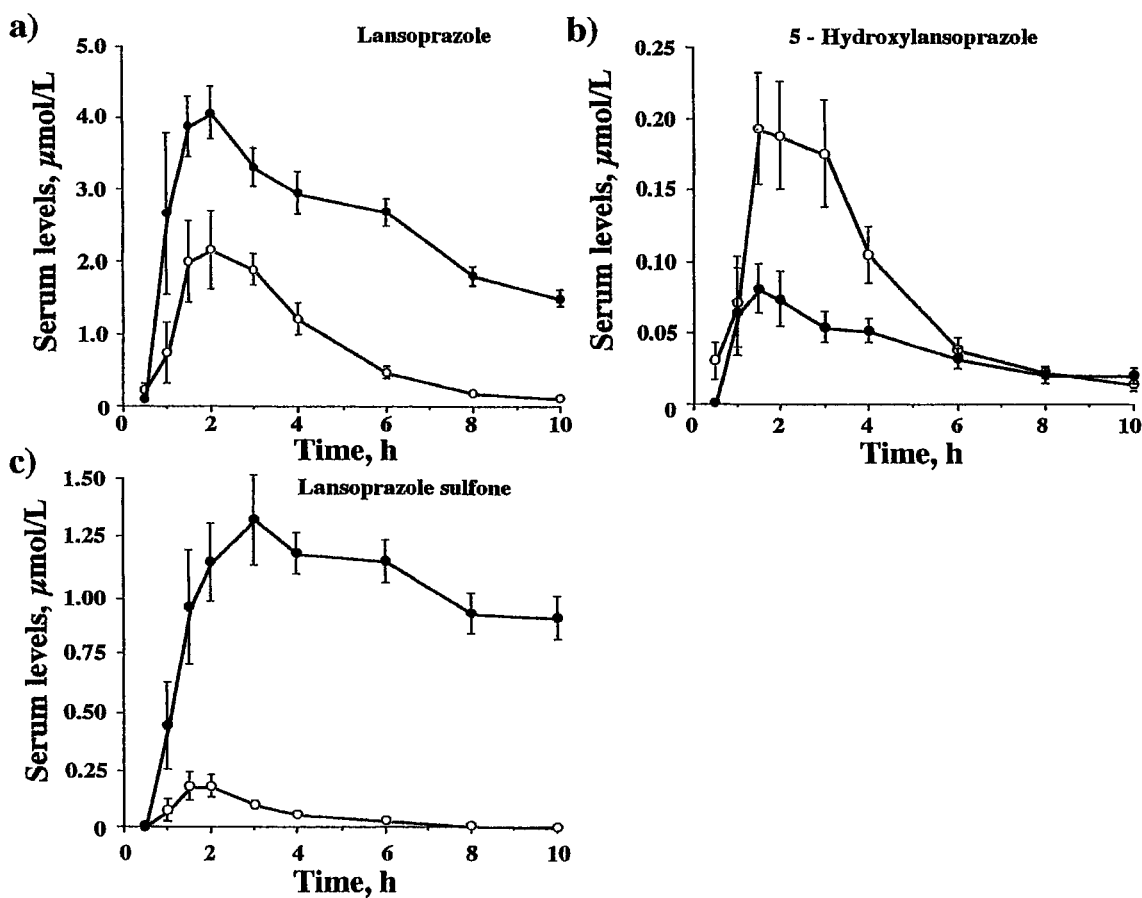 a)
Lansoprazole
Serum levels, µmol/L
5.0
4.0
3.0
2.0
1.0
0
0 2 4 6 8 10
Time, h
b)
5 - Hydroxylansoprazole
Serum levels, µmol/L
0.25
0.20
0.15
0.10
0.05
0
0 2 4 6 8 10
Time, h
c)
Lansoprazole sulfone
Serum levels, µmol/L
1.50
1.25
1.00
0.75
0.50
0.25
0
0 2 4 6 8 10
Time, h